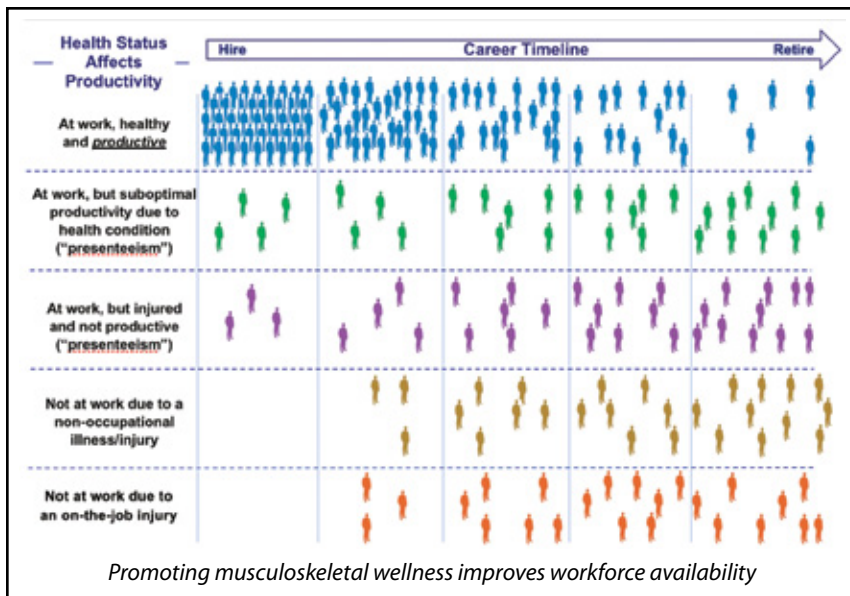 Health Status
Affects
Productivity
Hire
Career Timeline
Retire
At work, healthy
and productive
At work, but suboptimal
productivity due to
health condition
("presenteeism")
At work, but injured
and not productive
("presenteeism")
Not at work due to a
non-occupational
illness/injury
Not at work due to
an on-the-job injury
Promoting musculoskeletal wellness improves workforce availability